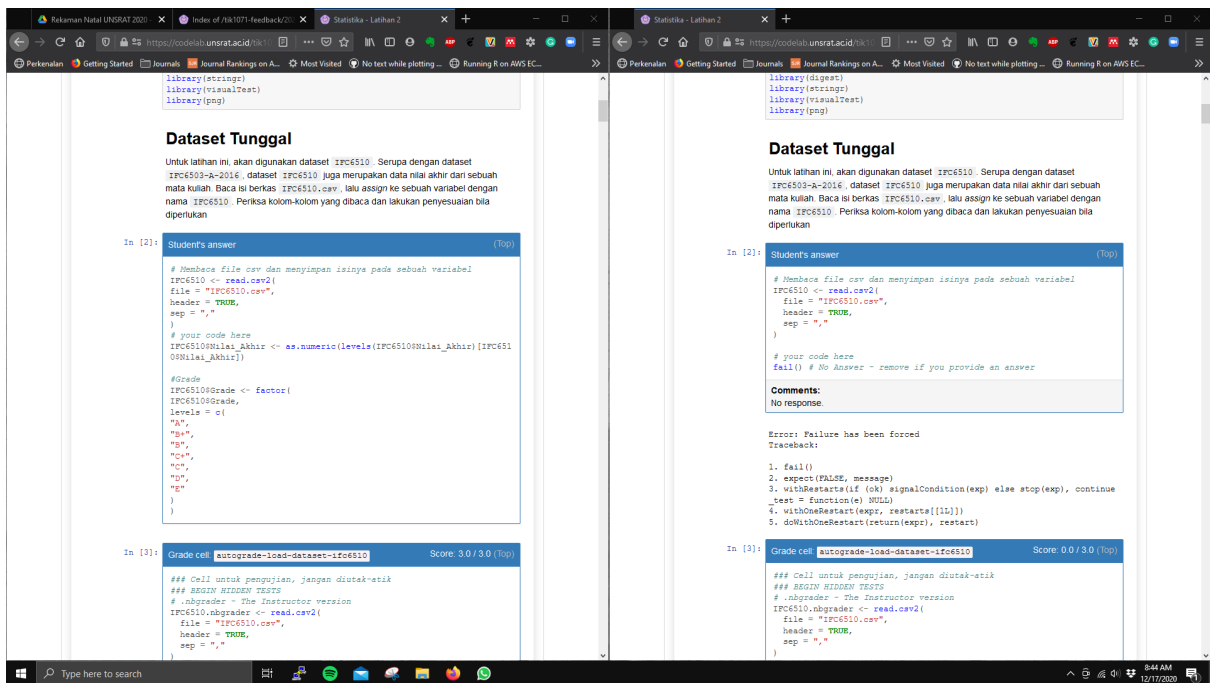 Rekaman Natal UNSRAT 2020 -
Index of /tik1071-feedback/20
Statistika - Latihan 2
https://codelab.unsrat.ac.id/tik10
Perkenalan
Getting Started
Journals
Journal Rankings on A...
Most Visited
No text while plotting ...
Running R on AWS EC...
library(stringr)
library(visualTest)
library(png)
Dataset Tunggal
Untuk latihan ini, akan digunakan dataset IFC6510 . Serupa dengan dataset
IFC6503-A-2016 , dataset IFC6510 juga merupakan data nilai akhir dari sebuah
mata kuliah. Baca isi berkas IFC6510.csv , lalu assign ke sebuah variabel dengan
nama IFC6510 . Periksa kolom-kolom yang dibaca dan lakukan penyesuaian bila
diperlukan
In [2]:
Student's answer (Top)
# Membaca file csv dan menyimpan isinya pada sebuah variabel
IFC6510 <- read.csv2(
file = "IFC6510.csv",
header = TRUE,
sep = ","
)
# your code here
IFC6510$Nilai_Akhir <- as.numeric(levels(IFC6510$Nilai_Akhir)[IFC651
0$Nilai_Akhir])
#Grade
IFC6510$Grade <- factor(
IFC6510$Grade,
levels = c(
"A",
"B+",
"B",
"C+",
"C",
"D",
"E"
)
)
In [3]:
Grade cell: autograde-load-dataset-ifc6510 Score: 3.0 / 3.0 (Top)
### Cell untuk pengujian, jangan diutak-atik
### BEGIN HIDDEN TESTS
# .nbgrader - The Instructor version
IFC6510.nbgrader <- read.csv2(
file = "IFC6510.csv",
header = TRUE,
sep = ","
)
Statistika - Latihan 2
https://codelab.unsrat.ac.id/tik10
Perkenalan
Getting Started
Journals
Journal Rankings on A...
Most Visited
No text while plotting ...
Running R on AWS EC...
library(digest)
library(stringr)
library(visualTest)
library(png)
Dataset Tunggal
Untuk latihan ini, akan digunakan dataset IFC6510 . Serupa dengan dataset
IFC6503-A-2016 , dataset IFC6510 juga merupakan data nilai akhir dari sebuah
mata kuliah. Baca isi berkas IFC6510.csv , lalu assign ke sebuah variabel dengan
nama IFC6510 . Periksa kolom-kolom yang dibaca dan lakukan penyesuaian bila
diperlukan
In [2]:
Student's answer (Top)
# Membaca file csv dan menyimpan isinya pada sebuah variabel
IFC6510 <- read.csv2(
file = "IFC6510.csv",
header = TRUE,
sep = ","
)
# your code here
fail() # No Answer - remove if you provide an answer
Comments:
No response.
Error: Failure has been forced
Traceback:
1. fail()
2. expect(FALSE, message)
3. withRestarts(if (ok) signalCondition(exp) else stop(exp), continue
_test = function(e) NULL)
4. withOneRestart(expr, restarts[[1L]])
5. doWithOneRestart(return(expr), restart)
In [3]:
Grade cell: autograde-load-dataset-ifc6510 Score: 0.0 / 3.0 (Top)
### Cell untuk pengujian, jangan diutak-atik
### BEGIN HIDDEN TESTS
# .nbgrader - The Instructor version
IFC6510.nbgrader <- read.csv2(
file = "IFC6510.csv",
header = TRUE,
sep = ","
)
Type here to search
8:44 AM
12/17/2020